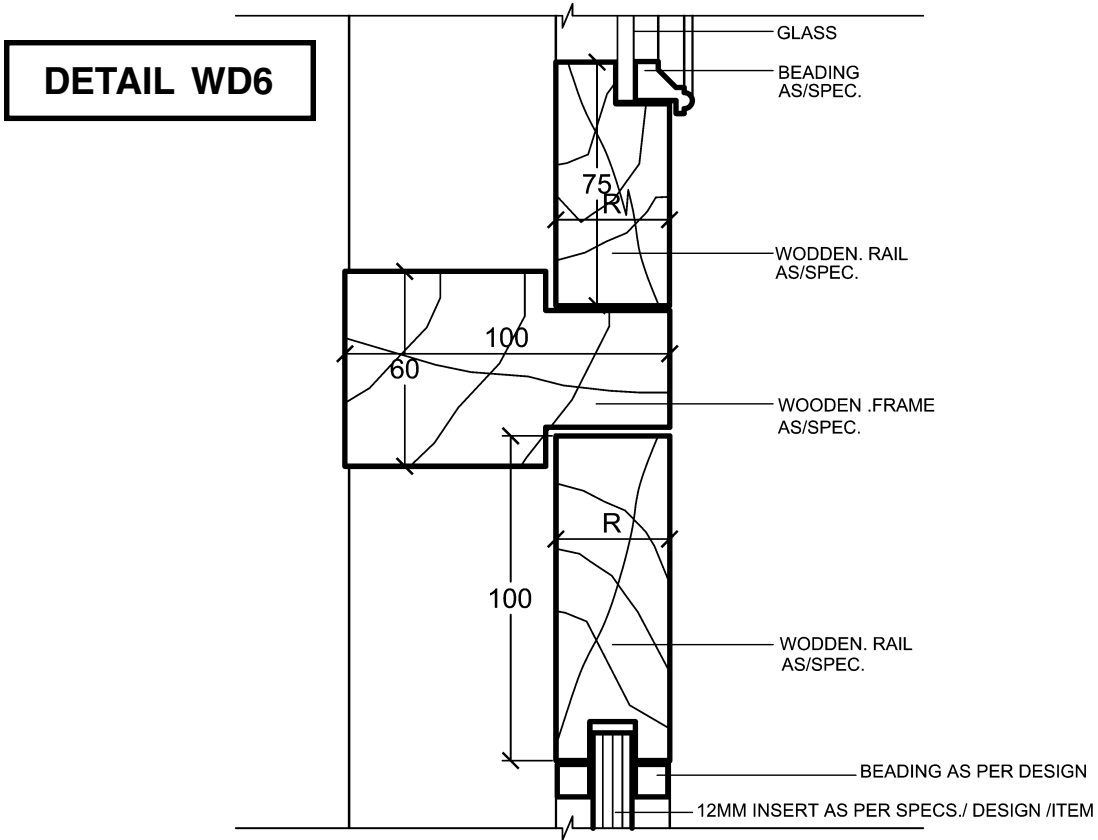 GLASS
DETAIL WD6
BEADING
AS/SPEC.
75
R
WODDEN. RAIL
AS/SPEC.
100
60
WOODEN .FRAME
AS/SPEC.
R
100
WODDEN. RAIL
AS/SPEC.
BEADING AS PER DESIGN
12MM INSERT AS PER SPECS./ DESIGN /ITEM